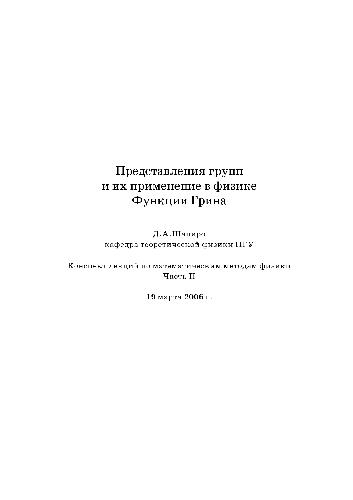 Представления групп
и их применение в физике
Функции Грина
Д.А.Шапиро
кафедра теоретической физики НГУ
Конспект лекций по математическим методам физики
Часть II
19 марта 2006 г.